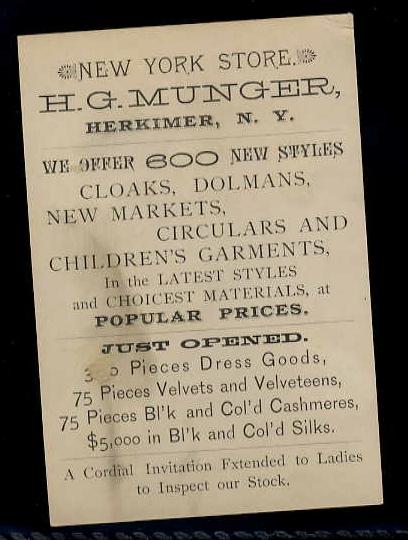 NEW YORK STORE.
H. G. MUNGER,
HERKIMER, N. Y.
WE OFFER 600 NEW STYLES
CLOAKS, DOLMANS,
NEW MARKETS,
CIRCULARS AND
CHILDREN'S GARMENTS,
In the LATEST STYLES
and CHOICEST MATERIALS, at
POPULAR PRICES.
JUST OPENED.
Pieces Dress Goods,
75 Pieces Velvets and Velveteens,
75 Pieces Bl'k and Col'd Cashmeres,
$5,000 in Bl'k and Col'd Silks.
A Cordial Invitation Fxtended to Ladies
to Inspect our Stock.